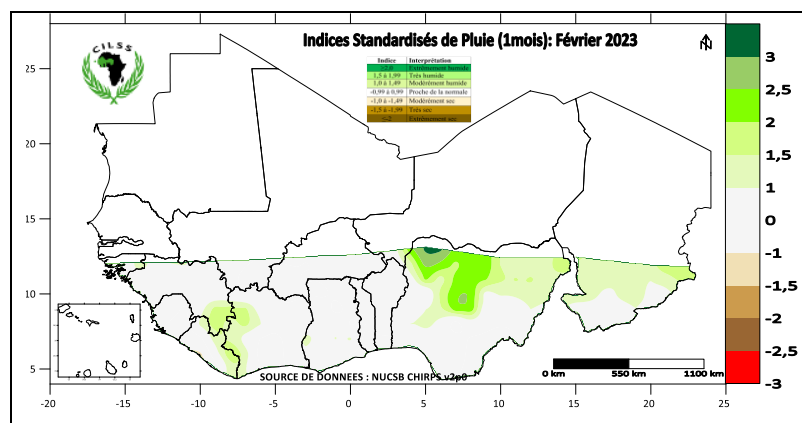 Indices Standardisés de Pluie (1mois): Février 2023
N
CILSS
Indice Interprétation
>2,0 Extrêmement humide
1,5 à 1,99 Très humide
1,0 à 1,49 Modérément humide
-0,99 à 0,99 Proche de la normale
-1,0 à -1,49 Modérément sec
-1,5 à -1,99 Très sec
≤-2 Extrêmement sec
25
20
15
10
5
3
2,5
2
1,5
1
0
-1
-1,5
-2
-2,5
-3
0 km 550 km 1100 km
SOURCE DE DONNEES : NUCSB CHIRPS v2p0
-20 -15 -10 -5 0 5 10 15 20 25